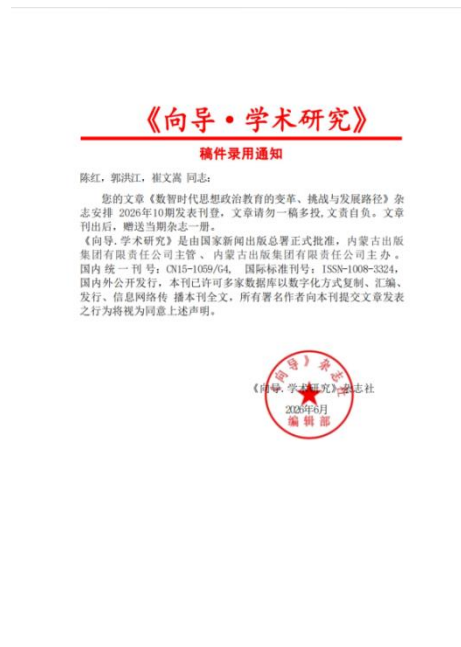 《向导·学术研究》
稿件录用通知
陈红，郭洪江，崔文嵩 同志：
您的文章《数智时代思想政治教育的变革、挑战与发展路径》杂
志安排 2026年10期发表刊登，文章请勿一稿多投,文责自负。文章
刊出后，赠送当期杂志一册。
《向导.学术研究》是由国家新闻出版总署正式批准，内蒙古出版
集团有限责任公司主管、内蒙古出版集团有限责任公司主办。
国内统一刊号：CN15-1059/G4, 国际标准刊号：ISSN-1008-3324，
国内外公开发行，本刊已许可多家数据库以数字化方式复制、汇编、
发行、信息网络传 播本刊全文，所有署名作者向本刊提交文章发表
之行为将视为同意上述声明。
《向导》杂志社
《向导.学术研究》杂志社
2026年6月
编辑部